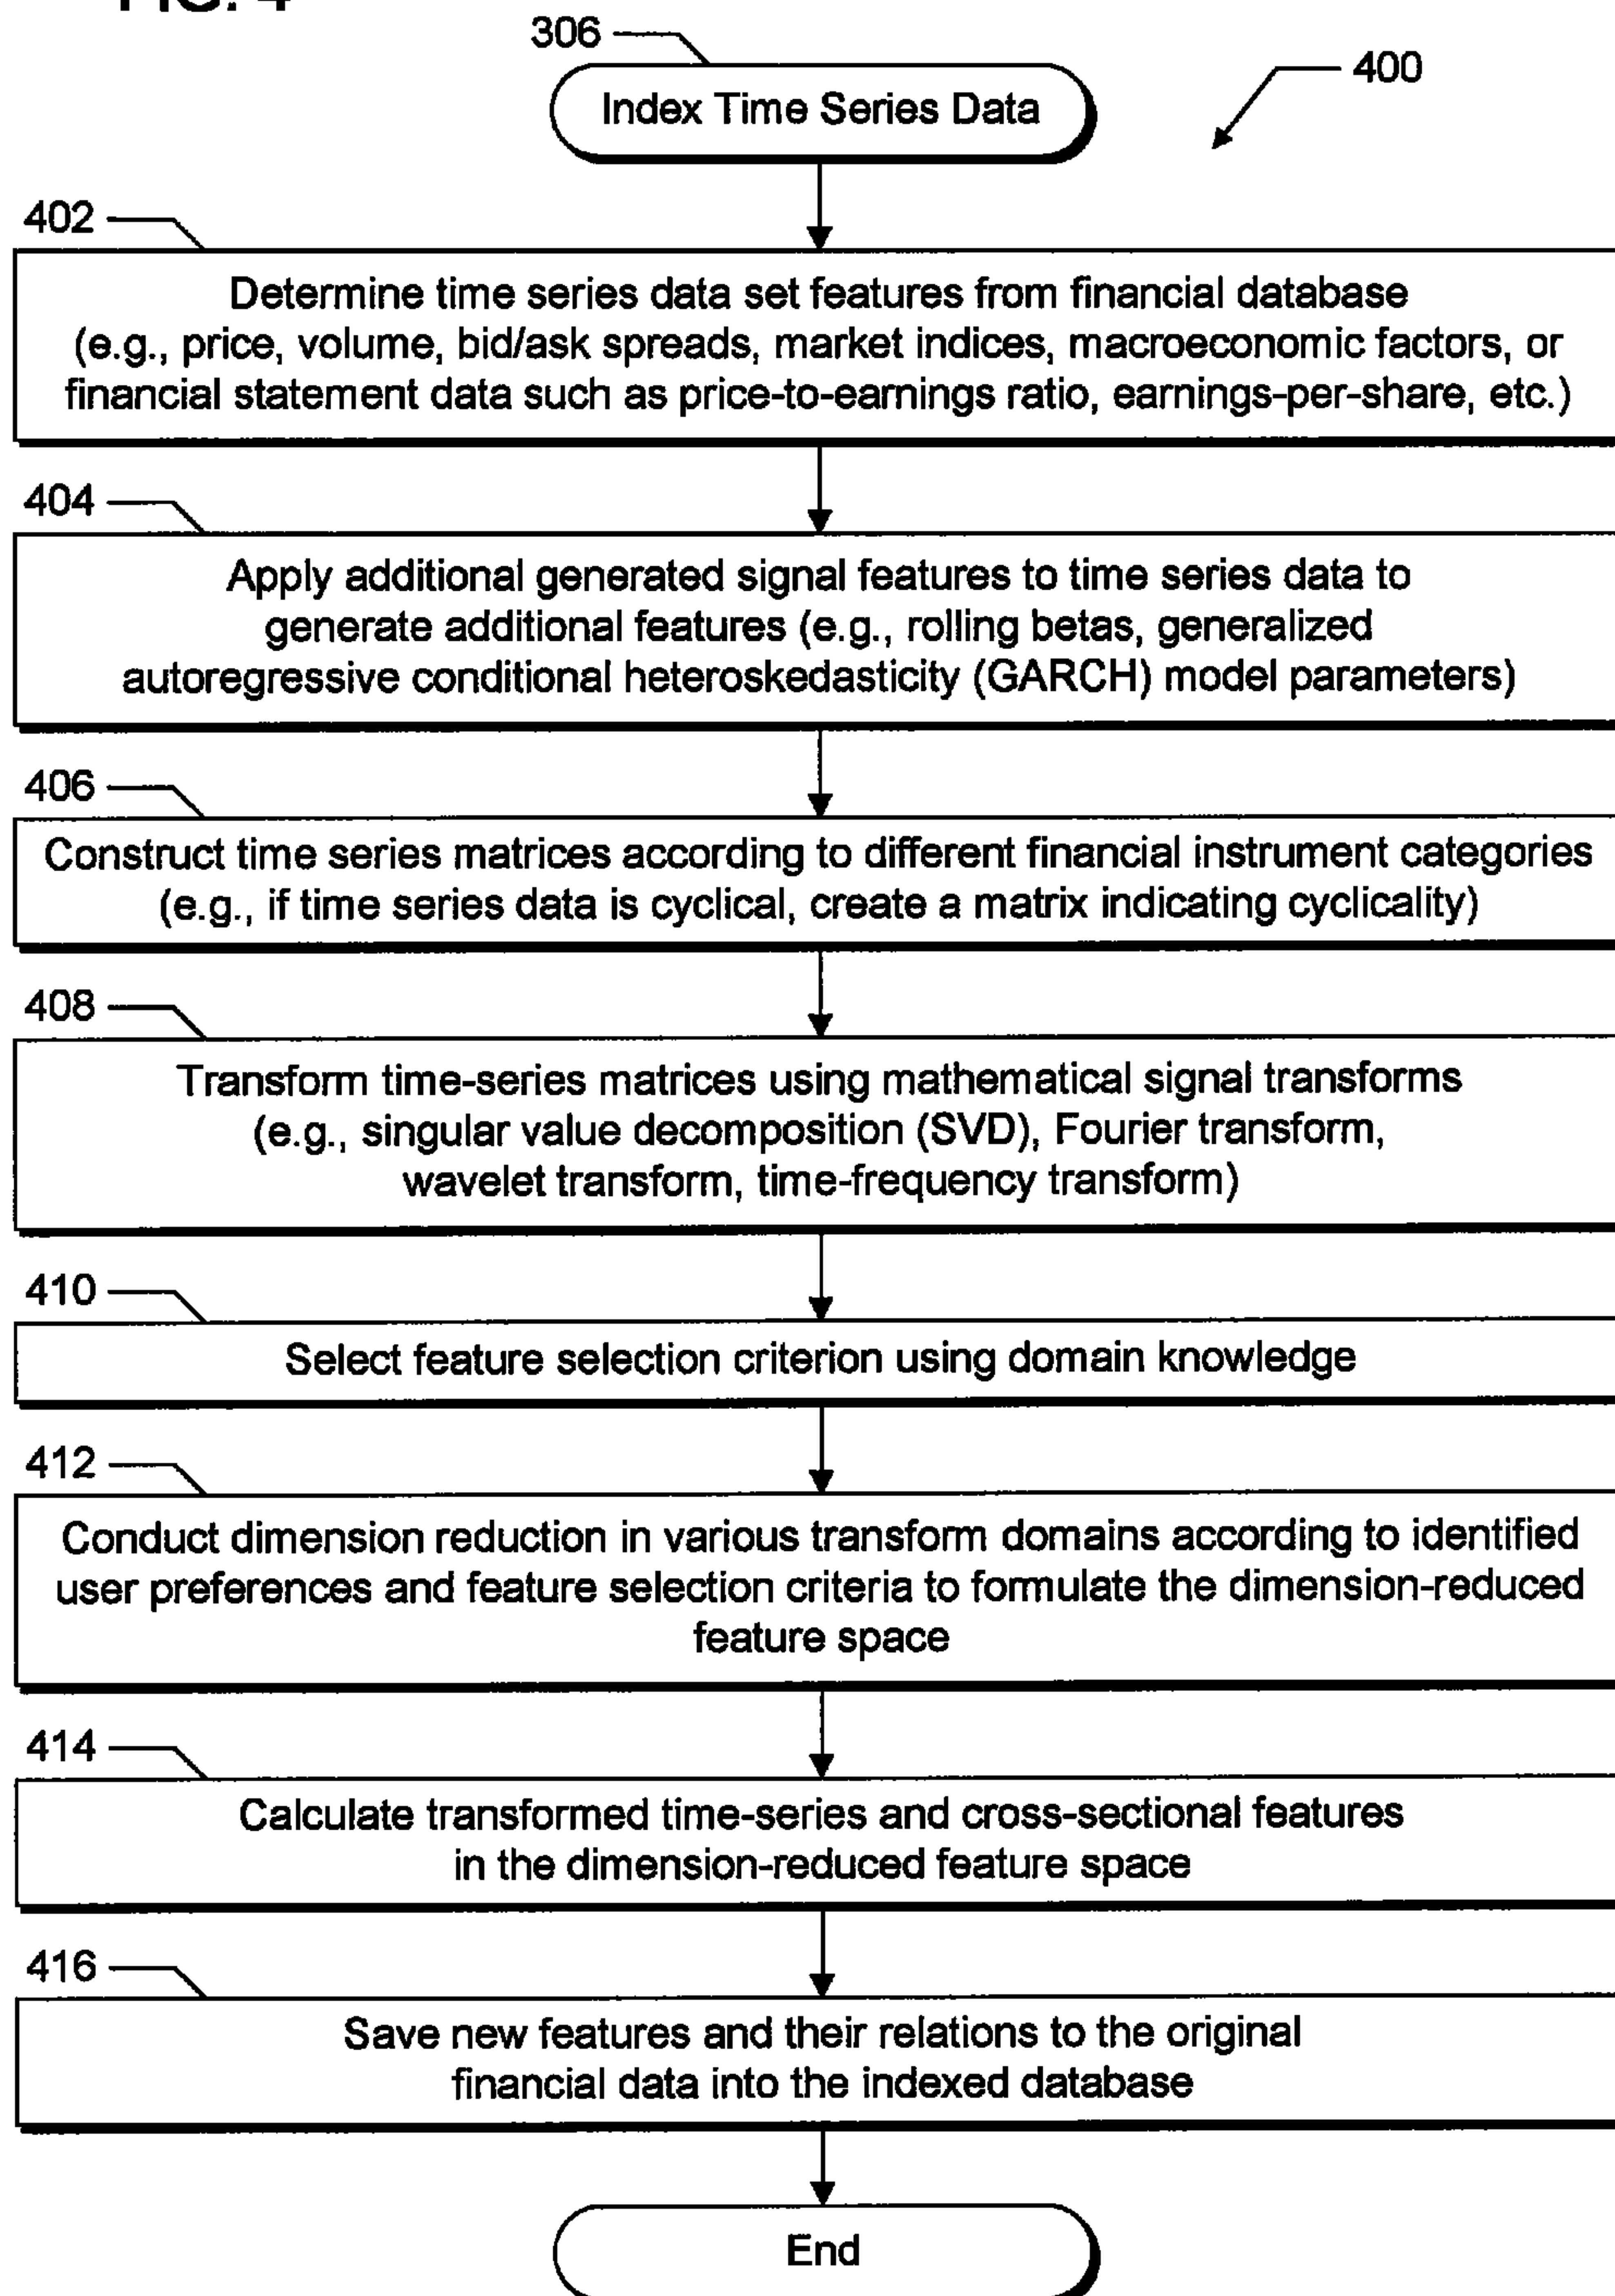 FIG. 4
306
400
Index Time Series Data
402
Determine time series data set features from financial database
(e.g., price, volume, bid/ask spreads, market indices, macroeconomic factors, or
financial statement data such as price-to-earnings ratio, earnings-per-share, etc.)
404
Apply additional generated signal features to time series data to
generate additional features (e.g., rolling betas, generalized
autoregressive conditional heteroskedasticity (GARCH) model parameters)
406
Construct time series matrices according to different financial instrument categories
(e.g., if time series data is cyclical, create a matrix indicating cyclicality)
408
Transform time-series matrices using mathematical signal transforms
(e.g., singular value decomposition (SVD), Fourier transform,
wavelet transform, time-frequency transform)
410
Select feature selection criterion using domain knowledge
412
Conduct dimension reduction in various transform domains according to identified
user preferences and feature selection criteria to formulate the dimension-reduced
feature space
414
Calculate transformed time-series and cross-sectional features
in the dimension-reduced feature space
416
Save new features and their relations to the original
financial data into the indexed database
End